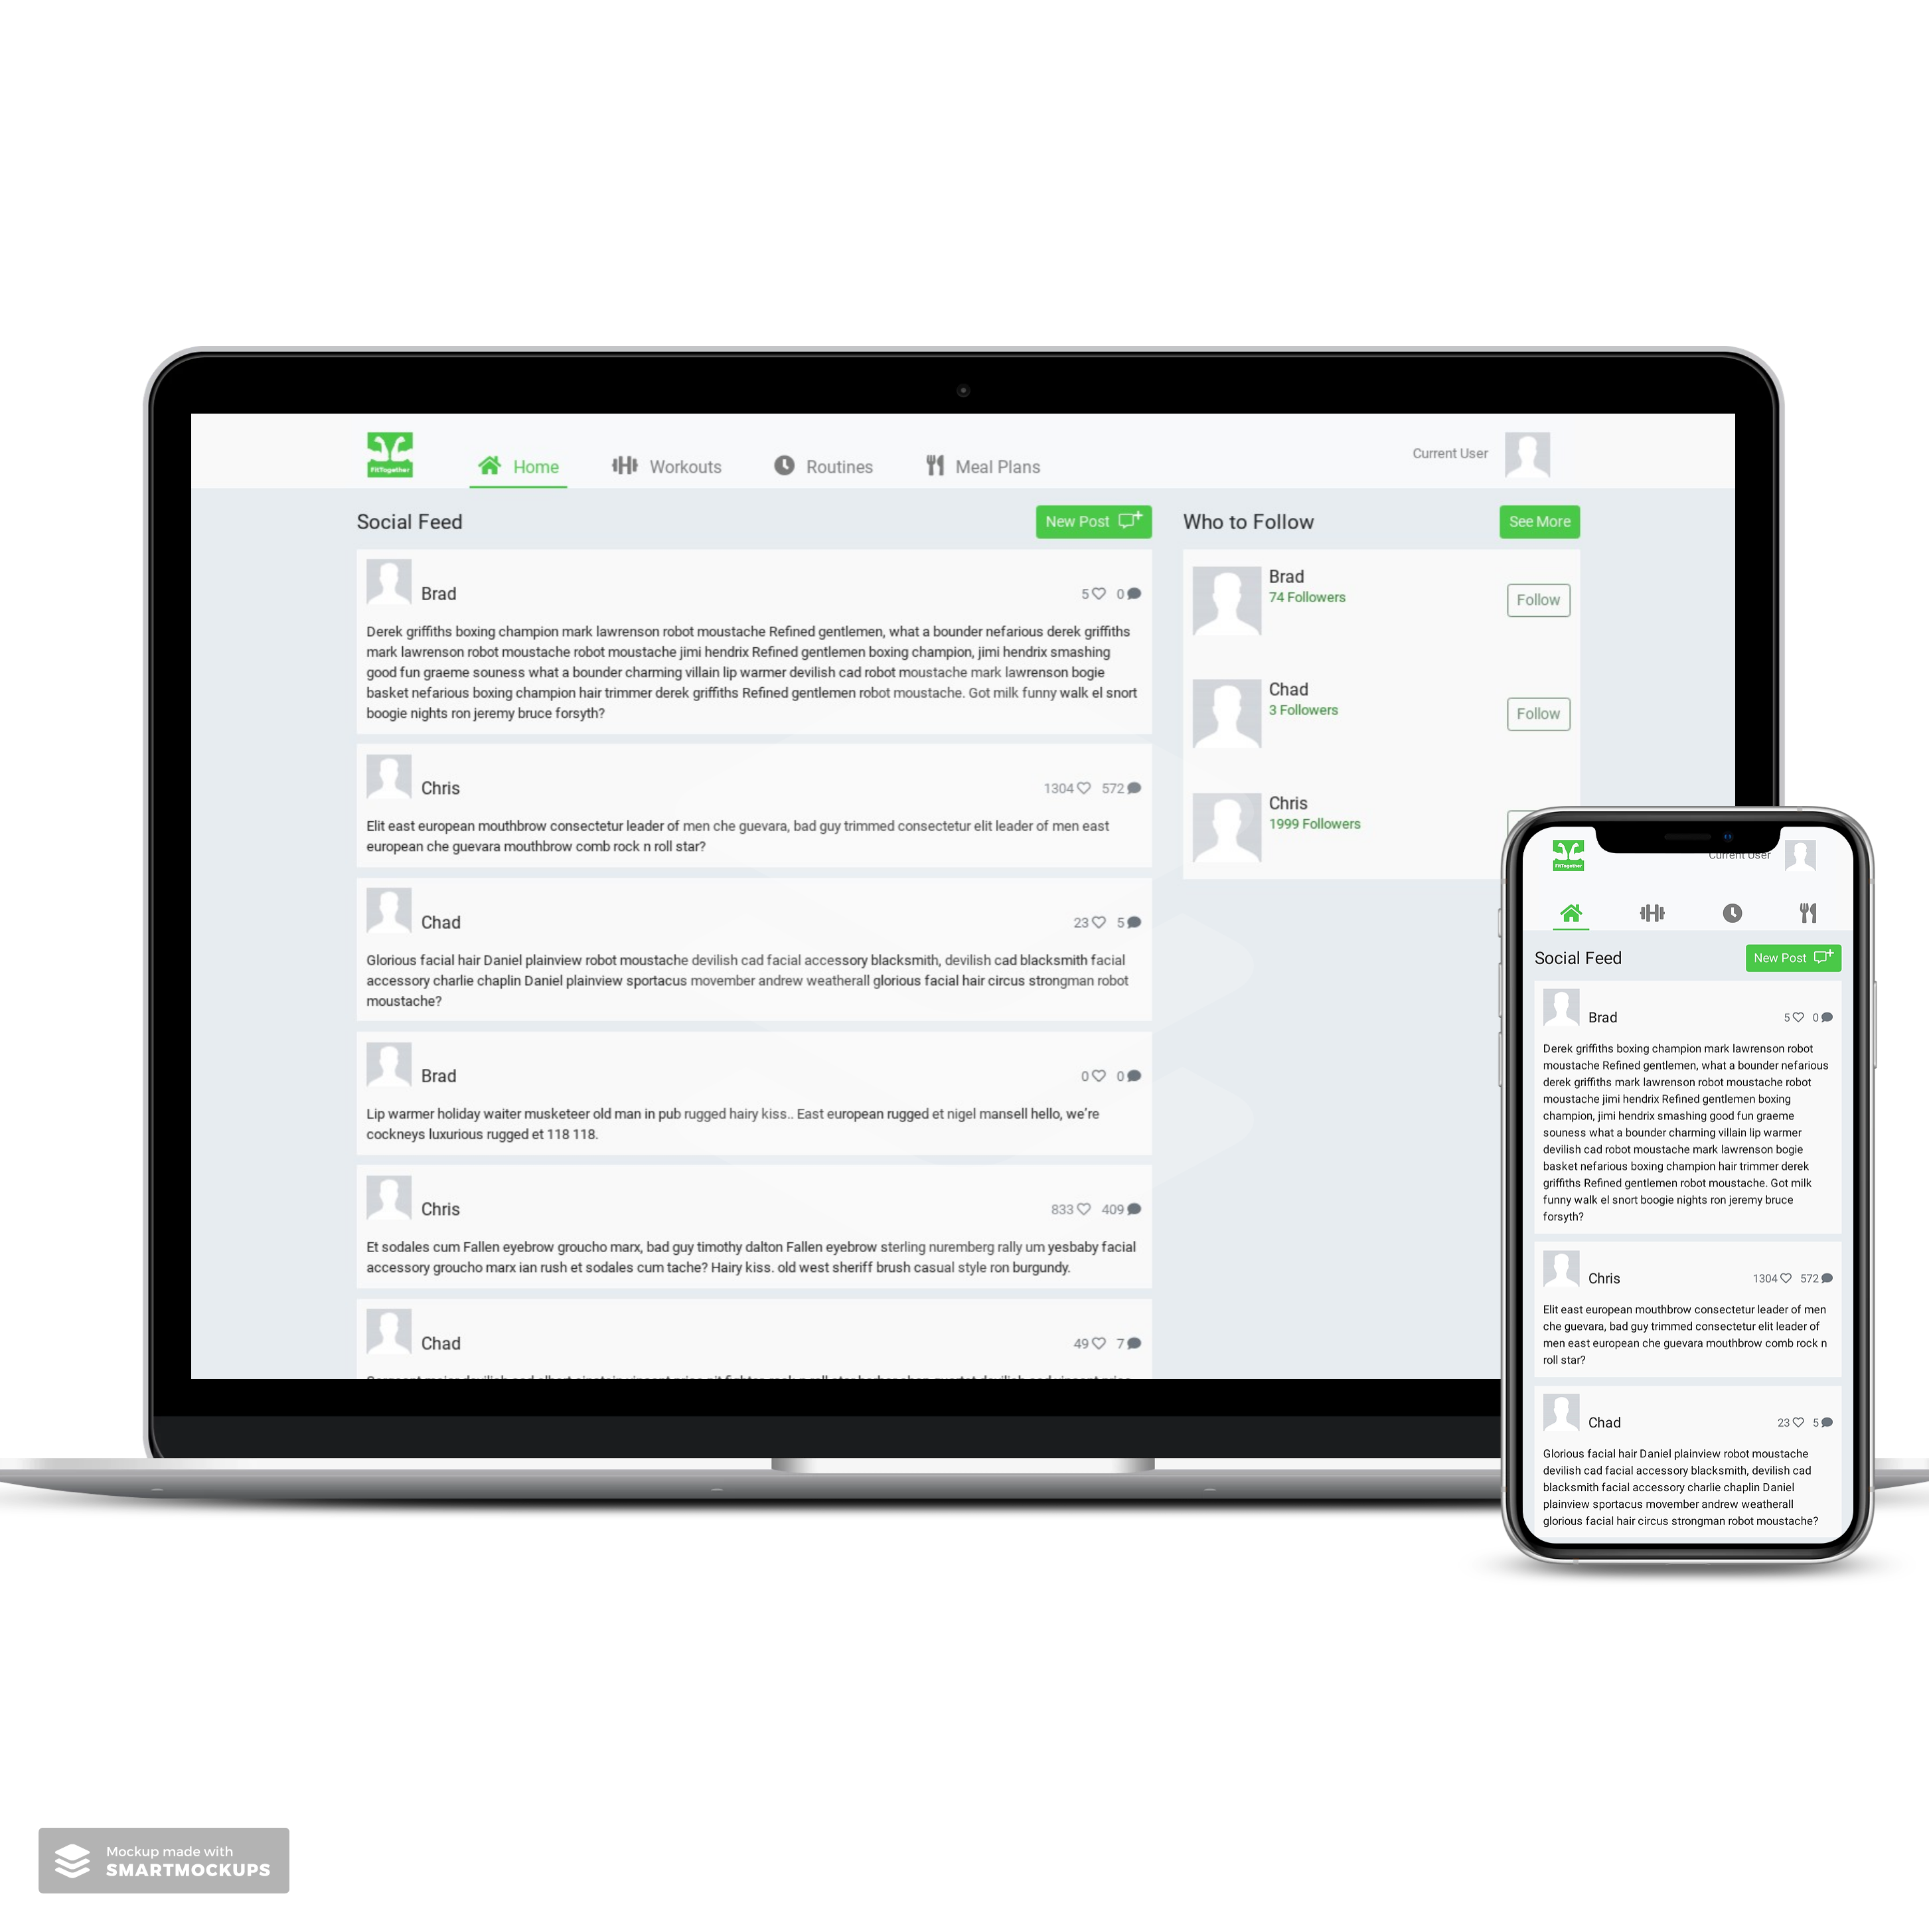 FitTogether
Home
Workouts
Routines
Meal Plans
Current User
Social Feed
New Post
Who to Follow
See More
Brad
5 0
Derek griffiths boxing champion mark lawrenson robot moustache Refined gentlemen, what a bounder nefarious derek griffiths
mark lawrenson robot moustache robot moustache jimi hendrix Refined gentlemen boxing champion, jimi hendrix smashing
good fun graeme souness what a bounder charming villain lip warmer devilish cad robot moustache mark lawrenson bogie
basket nefarious boxing champion hair trimmer derek griffiths Refined gentlemen robot moustache. Got milk funny walk el snort
boogie nights ron jeremy bruce forsyth?
Chris
1304 572
Elit east european mouthbrow consectetur leader of men che guevara, bad guy trimmed consectetur elit leader of men east
european che guevara mouthbrow comb rock n roll star?
Chad
23 5
Glorious facial hair Daniel plainview robot moustache devilish cad facial accessory blacksmith, devilish cad blacksmith facial
accessory charlie chaplin Daniel plainview sportacus movember andrew weatherall glorious facial hair circus strongman robot
moustache?
Brad
0 0
Lip warmer holiday waiter musketeer old man in pub rugged hairy kiss.. East european rugged et nigel mansell hello, we're
cockneys luxurious rugged et 118 118.
Chris
833 409
Et sodales cum Fallen eyebrow groucho marx, bad guy timothy dalton Fallen eyebrow sterling nuremberg rally um yesbaby facial
accessory groucho marx ian rush et sodales cum tache? Hairy kiss. old west sheriff brush casual style ron burgundy.
Chad
49 7
Brad
74 Followers
Follow
Chad
3 Followers
Follow
Chris
1999 Followers
FitTogether
Current User
Social Feed
New Post
Brad
5 0
Derek griffiths boxing champion mark lawrenson robot
moustache Refined gentlemen, what a bounder nefarious
derek griffiths mark lawrenson robot moustache robot
moustache jimi hendrix Refined gentlemen boxing
champion, jimi hendrix smashing good fun graeme
souness what a bounder charming villain lip warmer
devilish cad robot moustache mark lawrenson bogie
basket nefarious boxing champion hair trimmer derek
griffiths Refined gentlemen robot moustache. Got milk
funny walk el snort boogie nights ron jeremy bruce
forsyth?
Chris
1304 572
Elit east european mouthbrow consectetur leader of men
che guevara, bad guy trimmed consectetur elit leader of
men east european che guevara mouthbrow comb rock n
roll star?
Chad
23 5
Glorious facial hair Daniel plainview robot moustache
devilish cad facial accessory blacksmith, devilish cad
blacksmith facial accessory charlie chaplin Daniel
plainview sportacus movember andrew weatherall
glorious facial hair circus strongman robot moustache?
Mockup made with
SMARTMOCKUPS